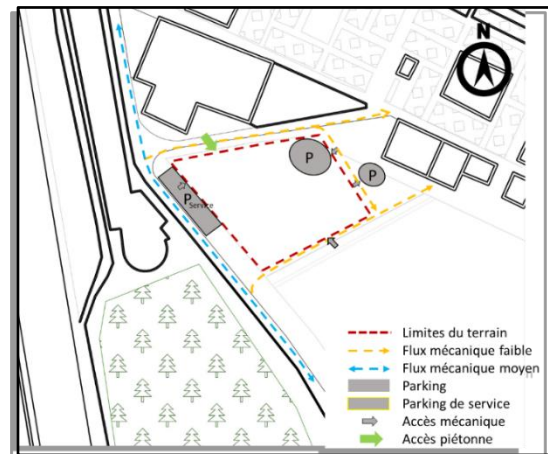 N
P
P
P Service
Limites du terrain
Flux mécanique faible
Flux mécanique moyen
Parking
Parking de service
Accès mécanique
Accès piétonne